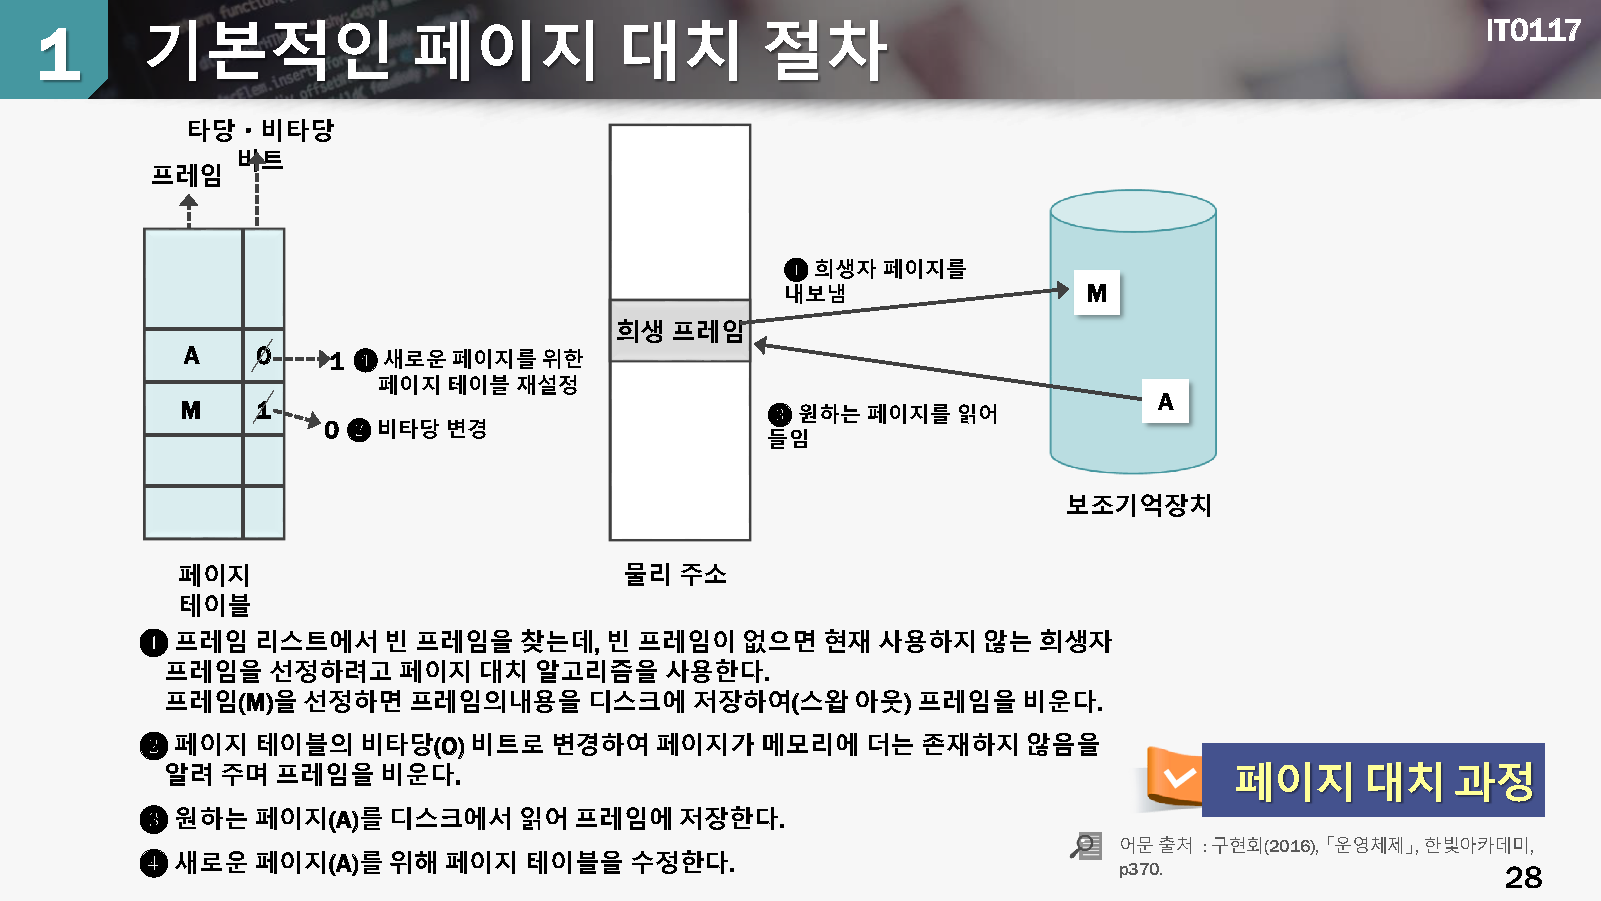 1 기본적인 페이지 대치 절차
IT0117
타당·비타당
비트
프레임
A 0
1 ❶ 새로운 페이지를 위한
페이지 테이블 재설정
M 1
0 ❷ 비타당 변경
페이지
테이블
희생 프레임
물리 주소
❶ 희생자 페이지를
내보냄
❸ 원하는 페이지를 읽어
들임
M
A
보조기억장치
❶ 프레임 리스트에서 빈 프레임을 찾는데, 빈 프레임이 없으면 현재 사용하지 않는 희생자
프레임을 선정하려고 페이지 대치 알고리즘을 사용한다.
프레임(M)을 선정하면 프레임의내용을 디스크에 저장하여(스왑 아웃) 프레임을 비운다.
❷ 페이지 테이블의 비타당(0) 비트로 변경하여 페이지가 메모리에 더는 존재하지 않음을
알려 주며 프레임을 비운다.
❸ 원하는 페이지(A)를 디스크에서 읽어 프레임에 저장한다.
❹ 새로운 페이지(A)를 위해 페이지 테이블을 수정한다.
페이지 대치 과정
어문 출처 : 구현회(2016), 「운영체제」, 한빛아카데미,
p370.
28